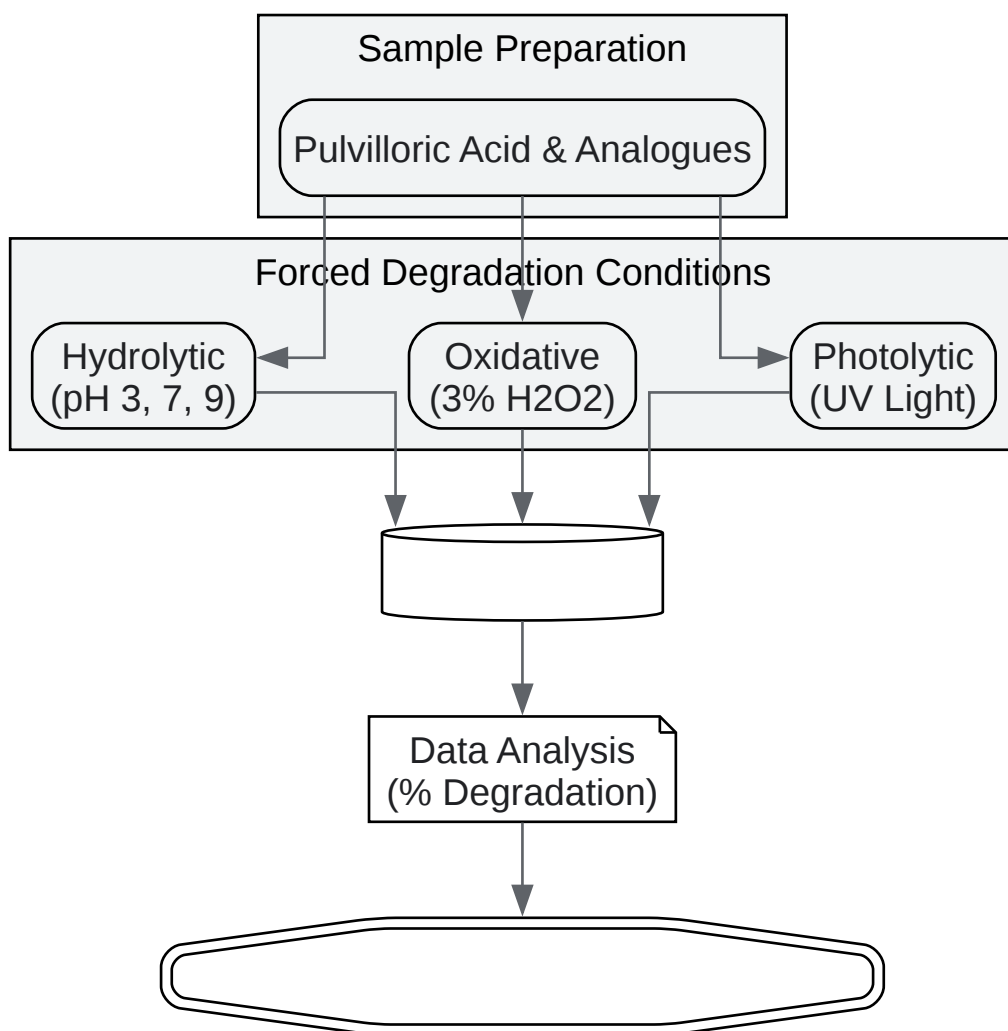 Sample Preparation
Pulvilloric Acid & Analogues
Forced Degradation Conditions
Hydrolytic
(pH 3, 7, 9)
Oxidative
(3% H2O2)
Photolytic
(UV Light)
Data Analysis
(% Degradation)